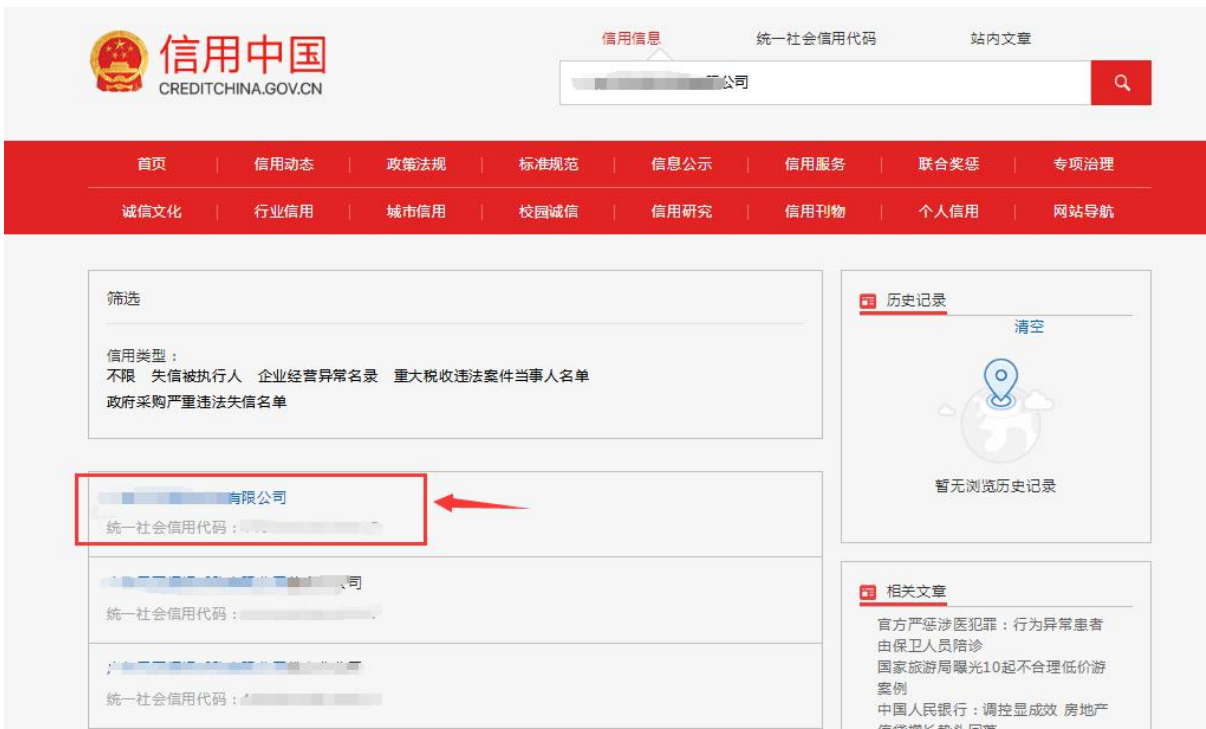 信用信息 统一社会信用代码 站内文章
信用中国
CREDITCHINA.GOV.CN
公司
首页 信用动态 政策法规 标准规范 信息公示 信用服务 联合奖惩 专项治理
诚信文化 行业信用 城市信用 校园诚信 信用研究 信用刊物 个人信用 网站导航
筛选
信用类型：
不限 失信被执行人 企业经营异常名录 重大税收违法案件当事人名单
政府采购严重违法失信名单
有限公司
统一社会信用代码：
司
统一社会信用代码：
统一社会信用代码：
历史记录
清空
暂无浏览历史记录
相关文章
官方严惩涉医犯罪：行为异常患者
由保卫人员陪诊
国家旅游局曝光10起不合理低价游
案例
中国人民银行：调控显成效 房地产